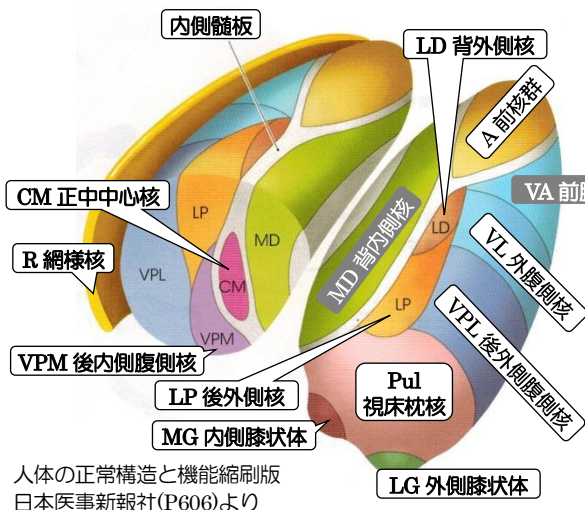 内側髄板
LD 背外側核
A 前核群
CM 正中中心核
VA 前腹
R 網様核
LP
MD
LD
VL 外腹側核
VPL
CM
MD 背内側核
LP
VPL 後外側腹側核
VPM
VPM 後内側腹側核
LP 後外側核
Pul
視床枕核
MG 内側膝状体
LG 外側膝状体
人体の正常構造と機能縮刷版
日本医事新報社(P606)より